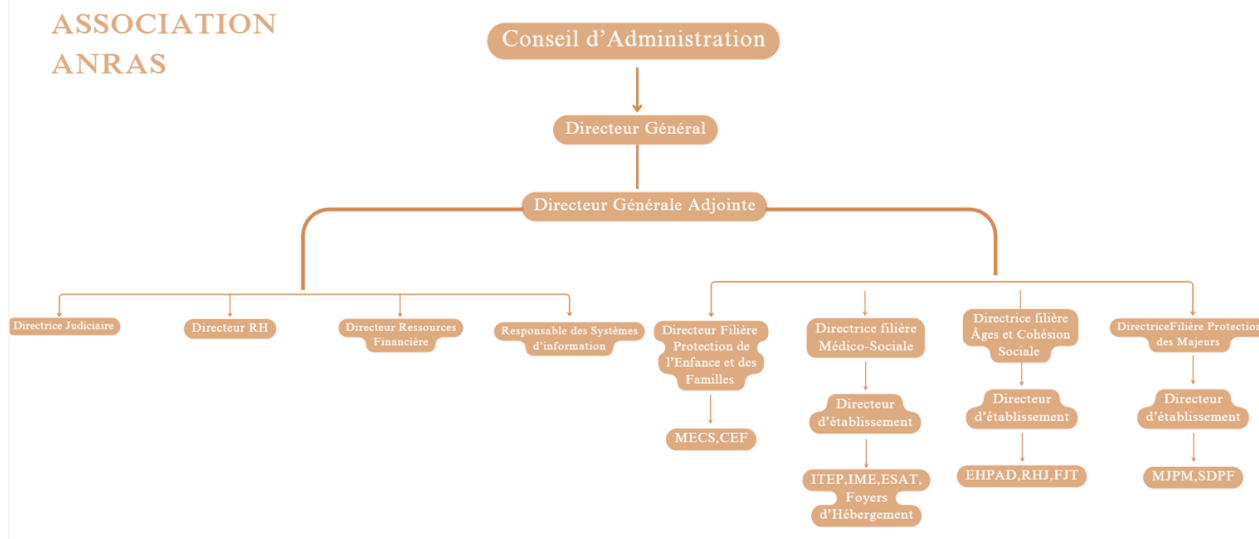 ASSOCIATION
ANRAS
Conseil d'Administration
Directeur Général
Directeur Générale Adjointe
Directrice Judiciaire
Directeur RH
Directeur Ressources
Financière
Responsable des Systèmes
d'information
Directeur Filière
Protection de
l'Enfance et des
Familles
MECS,CEF
Directrice filière
Médico-Sociale
Directeur
d'établissement
ITEP,IME,ESAT,
Foyers
d'Hébergement
Directrice filière
Âges et Cohésion
Sociale
Directeur
d'établissement
EHPAD,RHJ,FJT
DirectriceFilière Protection
des Majeurs
Directeur
d'établissement
MJPM,SDPF